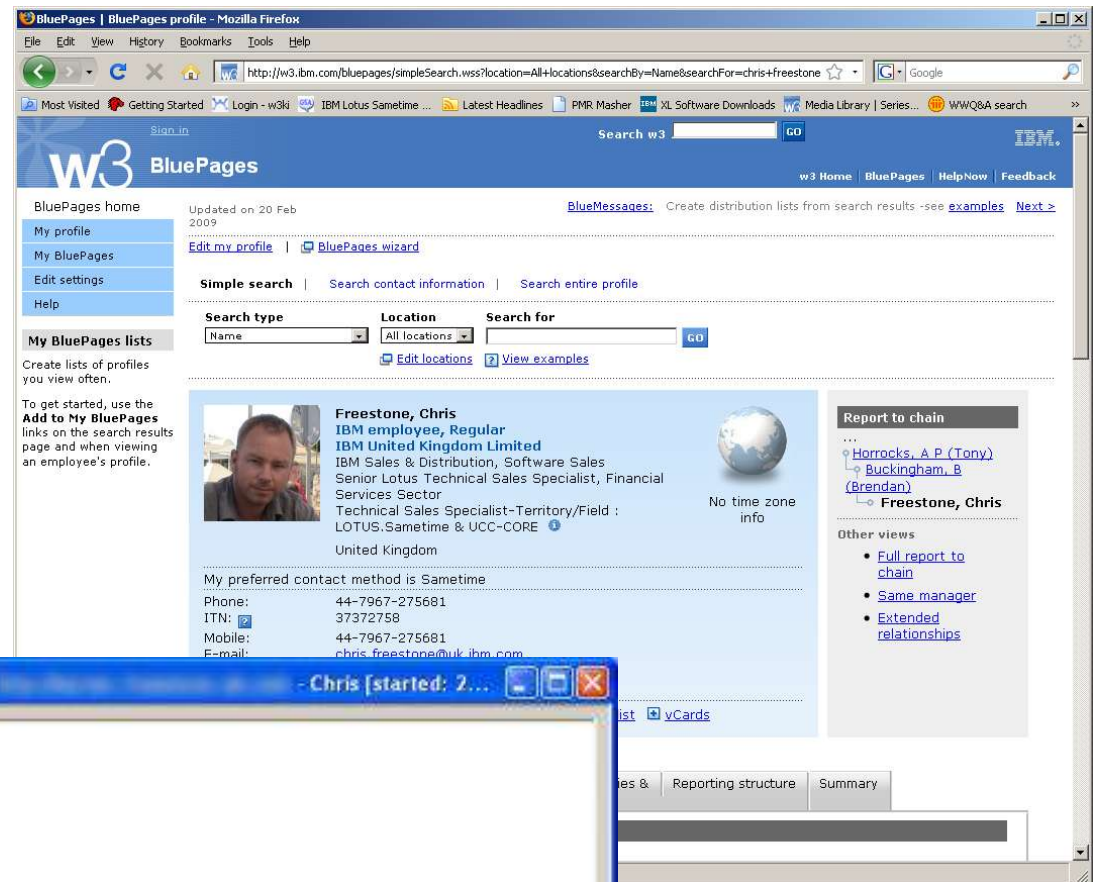 BluePages | BluePages profile - Mozilla Firefox
File Edit View History Bookmarks Tools Help
http://w3.ibm.com/bluepages/simpleSearch.wss?location=All+locations&searchBy=Name&searchFor=chris+freestone
Google
Most Visited Getting Started Login - w3ki IBM Lotus Sametime ... Latest Headlines PMR Masher XL Software Downloads Media Library | Series... WWQ&A search »
Sign in
Search w3 GO
IBM.
w3 BluePages
w3 Home BluePages HelpNow Feedback
BluePages home
My profile
My BluePages
Edit settings
Help
My BluePages lists
Create lists of profiles
you view often.
To get started, use the
Add to My BluePages
links on the search results
page and when viewing
an employee's profile.
Updated on 20 Feb
2009
BlueMessages: Create distribution lists from search results -see examples Next >
Edit my profile | BluePages wizard
Simple search | Search contact information | Search entire profile
Search type Location Search for
Name All locations GO
Edit locations View examples
Freestone, Chris
IBM employee, Regular
IBM United Kingdom Limited
IBM Sales & Distribution, Software Sales
Senior Lotus Technical Sales Specialist, Financial
Services Sector
Technical Sales Specialist-Territory/Field :
LOTUS.Sametime & UCC-CORE
United Kingdom
No time zone
info
My preferred contact method is Sametime
Phone: 44-7967-275681
ITN: 37372758
Mobile: 44-7967-275681
E-mail: chris.freestone@uk.ibm.com
Report to chain
...
Horrocks, A P (Tony)
Buckingham, B
(Brendan)
Freestone, Chris
Other views
Full report to
chain
Same manager
Extended
relationships
- Chris [started: 2...
ist vCards
ies & Reporting structure Summary